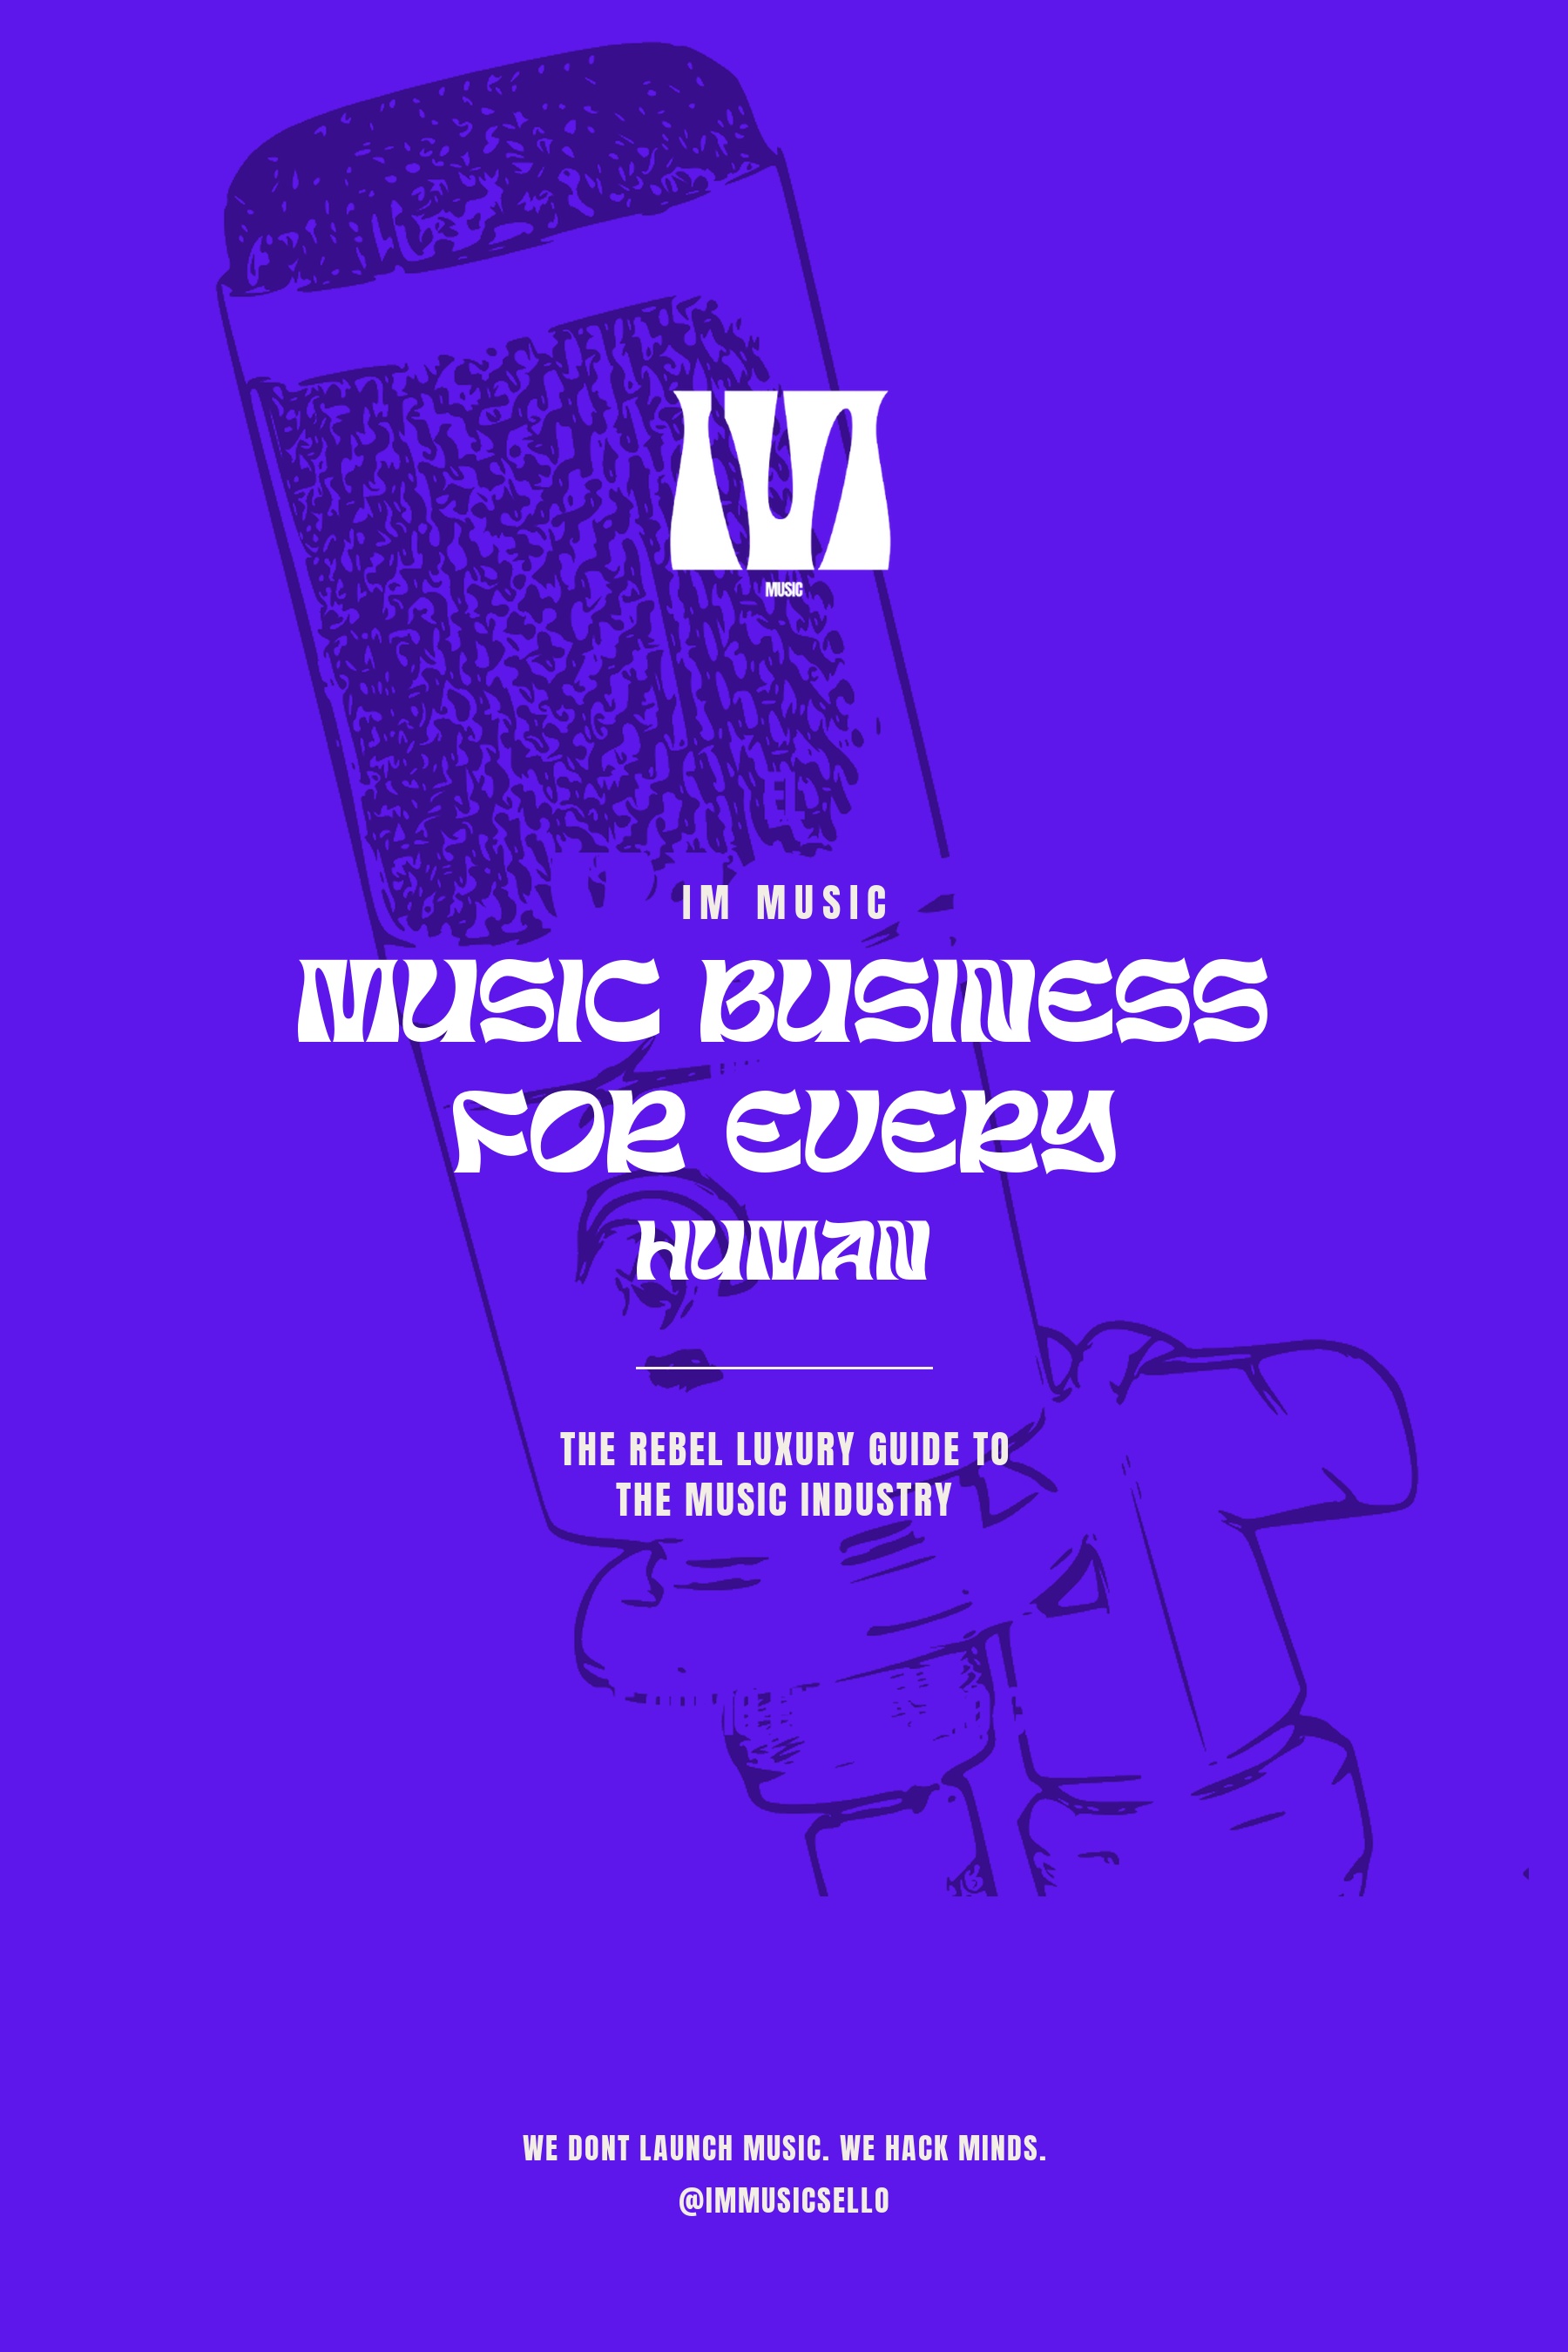 IM
MUSIC
IM MUSIC
MUSIC BUSINESS
FOR EVERY
HUMAN
THE REBEL LUXURY GUIDE TO
THE MUSIC INDUSTRY
WE DONT LAUNCH MUSIC. WE HACK MINDS.
@IMMUSICSELLO